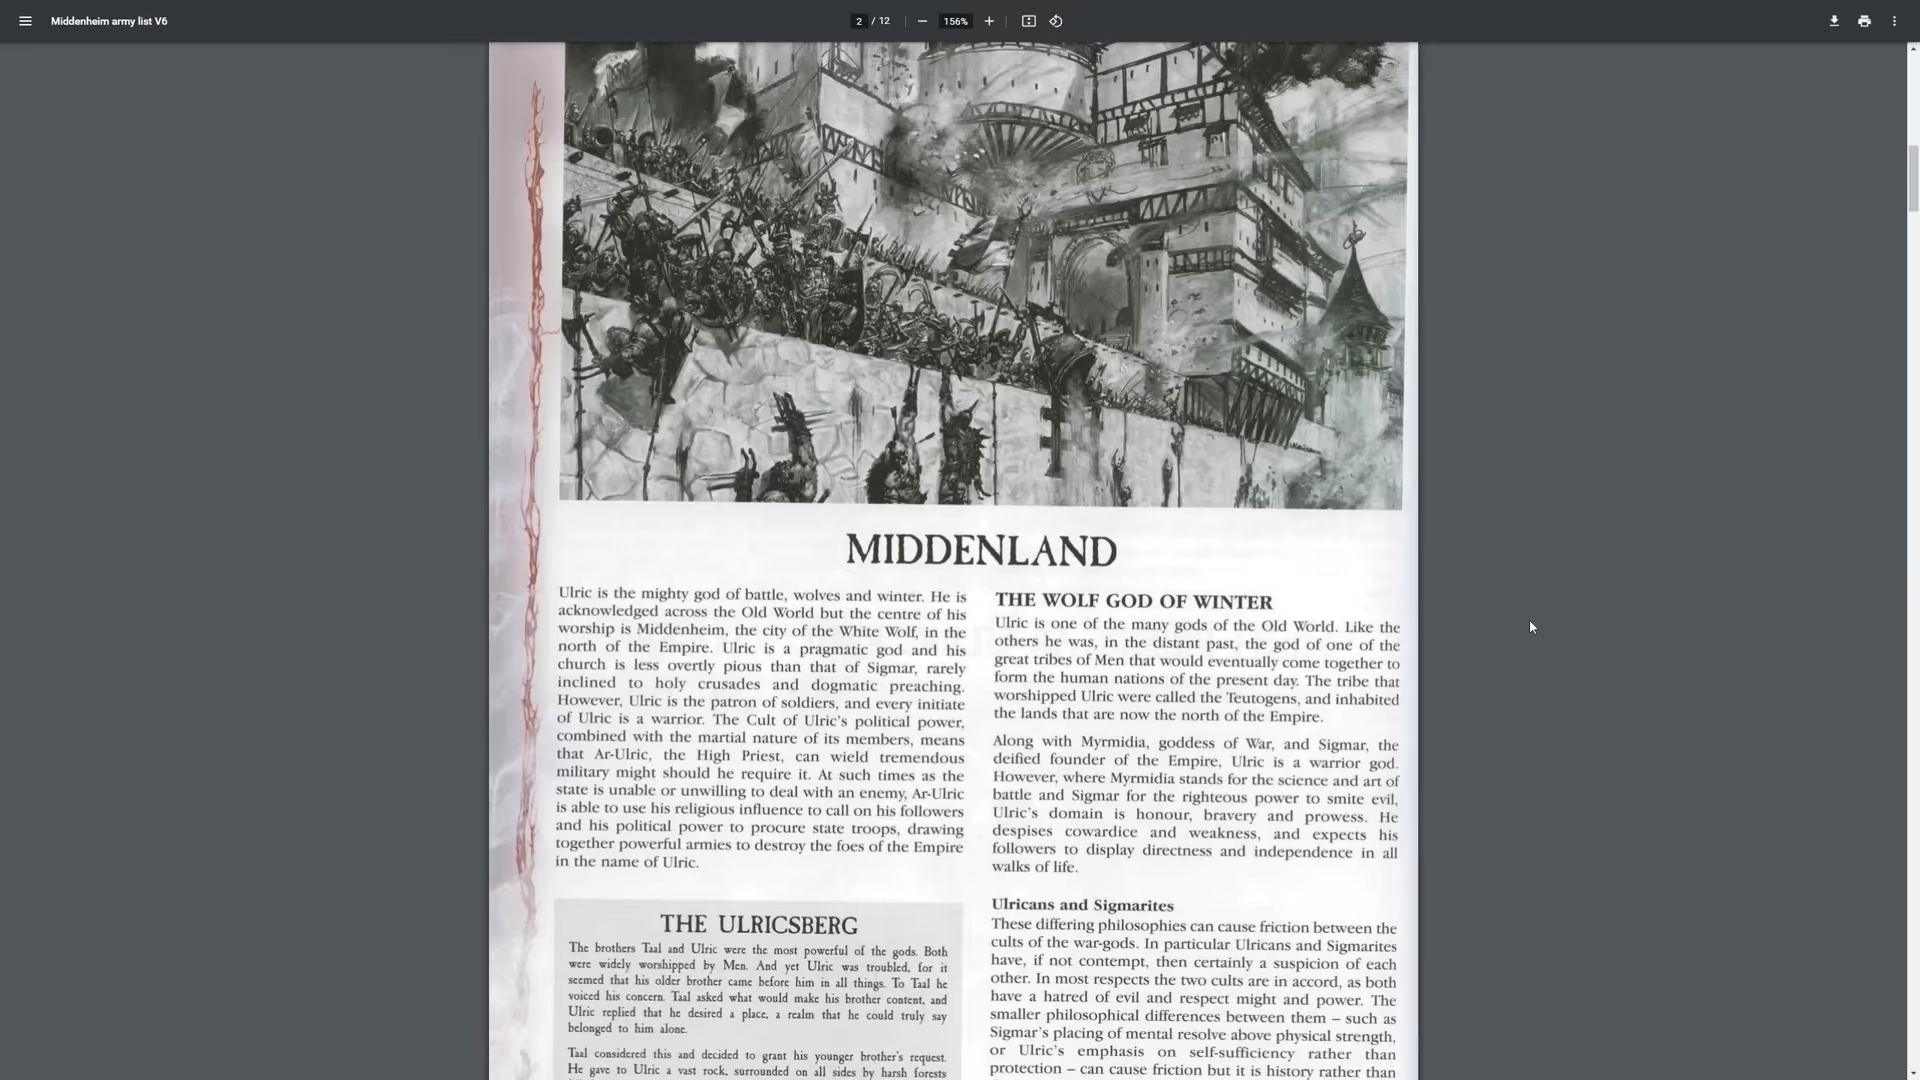 Middenheim army list V6
2 / 12
156%
MIDDENLAND
Ulric is the mighty god of battle, wolves and winter. He is
acknowledged across the Old World but the centre of his
worship is Middenheim, the city of the White Wolf, in the
north of the Empire. Ulric is a pragmatic god and his
church is less overtly pious than that of Sigmar, rarely
inclined to holy crusades and dogmatic preaching.
However, Ulric is the patron of soldiers, and every initiate
of Ulric is a warrior. The Cult of Ulric's political power,
combined with the martial nature of its members, means
that Ar-Ulric, the High Priest, can wield tremendous
military might should he require it. At such times as the
state is unable or unwilling to deal with an enemy, Ar-Ulric
is able to use his religious influence to call on his followers
and his political power to procure state troops, drawing
together powerful armies to destroy the foes of the Empire
in the name of Ulric.
THE ULRICSBERG
The brothers Taal and Ulric were the most powerful of the gods. Both
were widely worshipped by Men. And yet Ulric was troubled, for it
seemed that his older brother came before him in all things. To Taal he
voiced his concern. Taal asked what would make his brother content, and
Ulric replied that he desired a place, a realm that he could truly say
belonged to him alone.
Taal considered this and decided to grant his younger brother's request.
He gave to Ulric a vast rock, surrounded on all sides by harsh forests
THE WOLF GOD OF WINTER
Ulric is one of the many gods of the Old World. Like the
others he was, in the distant past, the god of one of the
great tribes of Men that would eventually come together to
form the human nations of the present day. The tribe that
worshipped Ulric were called the Teutogens, and inhabited
the lands that are now the north of the Empire.
Along with Myrmidia, goddess of War, and Sigmar, the
deified founder of the Empire, Ulric is a warrior god.
However, where Myrmidia stands for the science and art of
battle and Sigmar for the righteous power to smite evil,
Ulric's domain is honour, bravery and prowess. He
despises cowardice and weakness, and expects his
followers to display directness and independence in all
walks of life.
Ulricans and Sigmarites
These differing philosophies can cause friction between the
cults of the war-gods. In particular Ulricans and Sigmarites
have, if not contempt, then certainly a suspicion of each
other. In most respects the two cults are in accord, as both
have a hatred of evil and respect might and power. The
smaller philosophical differences between them – such as
Sigmar's placing of mental resolve above physical strength,
or Ulric's emphasis on self-sufficiency rather than
protection – can cause friction but it is history rather than